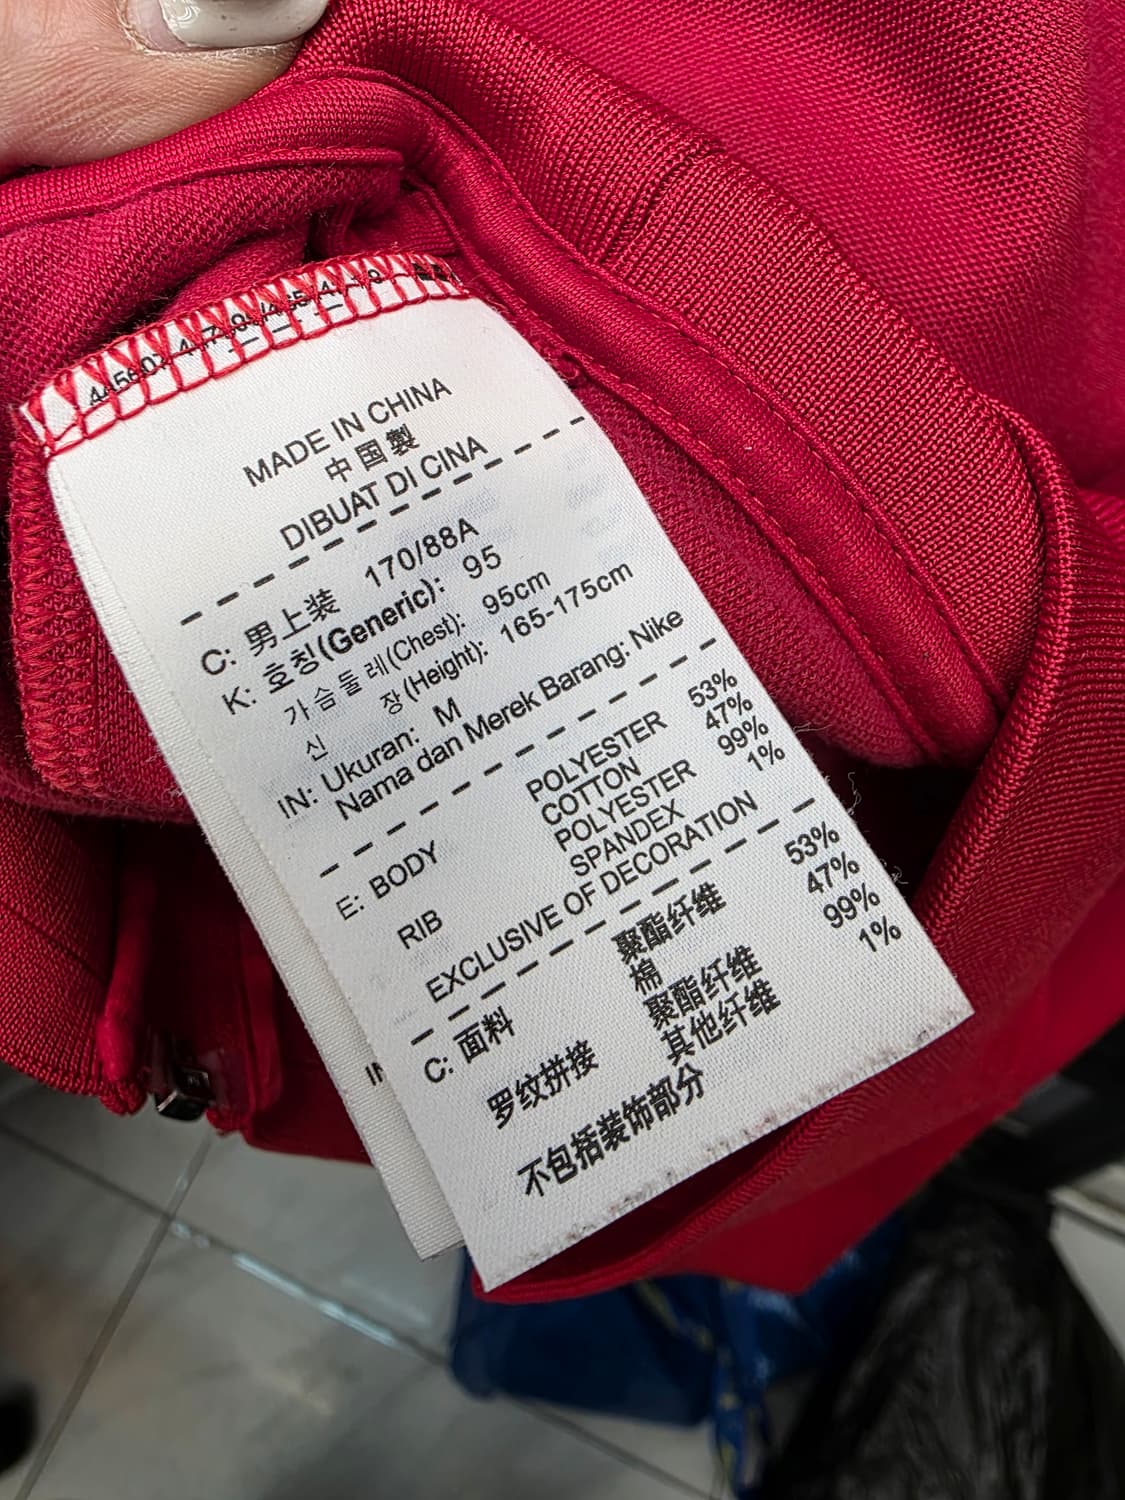 MADE IN CHINA
中国製
DIBUAT DI CINA
C: 男上装 170/88A
K: 호칭(Generic): 95
가슴둘레(Chest): 95cm
신 장(Height): 165-175cm
IN: Ukuran: M
Nama dan Merek Barang: Nike
E: BODY POLYESTER 53%
COTTON 47%
RIB POLYESTER 99%
SPANDEX 1%
EXCLUSIVE OF DECORATION
C: 面料 聚酯纤维 53%
棉 47%
罗纹拼接 聚酯纤维 99%
其他纤维 1%
不包括装饰部分